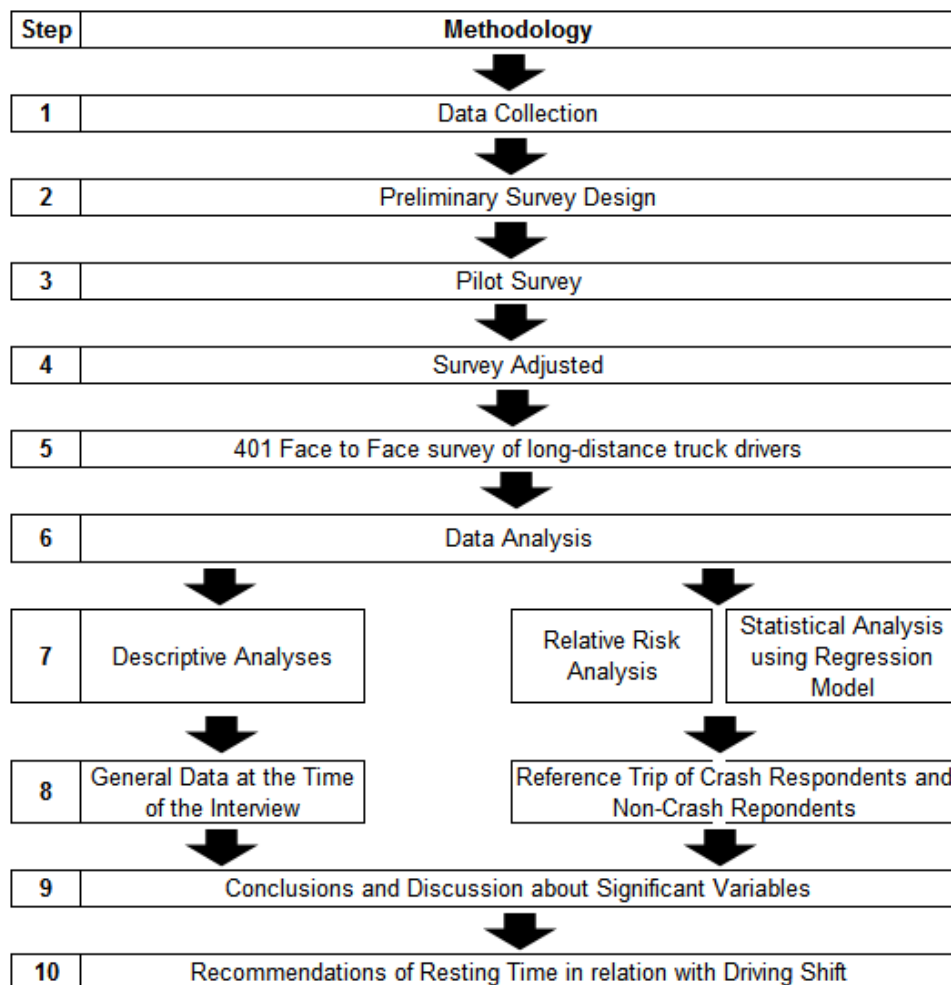 Step Methodology
1 Data Collection
2 Preliminary Survey Design
3 Pilot Survey
4 Survey Adjusted
5 401 Face to Face survey of long-distance truck drivers
6 Data Analysis
7 Descriptive Analyses
Relative Risk
Analysis
Statistical Analysis
using Regression
Model
8 General Data at the Time
of the Interview
Reference Trip of Crash Respondents and
Non-Crash Repondents
9 Conclusions and Discussion about Significant Variables
10 Recommendations of Resting Time in relation with Driving Shift